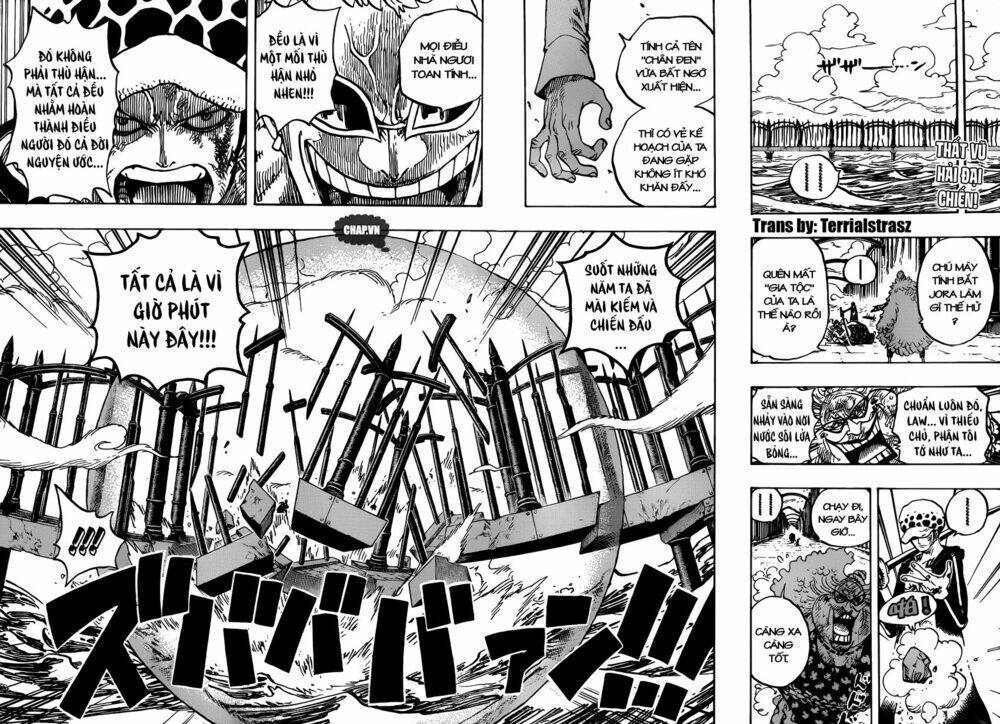 ザザ
THẤT VŨ
HẢI ĐẠI
CHIẾN!
Trans by: Terrialstrasz
CHÚ MÀY
TÍNH BẮT
JORA LÀM
GÌ THẾ HỬ
?
QUÊN MẤT
"GIA TỘC"
CỦA TA LÀ
THẾ NÀO RỒI
À?
CHUẨN LUÔN ĐÓ,
LAW... VÌ THIẾU
CHỦ, PHẬN TÔI
TỚ NHƯ TA...
SẴN SÀNG
NHẢY VÀO NƠI
NƯỚC SÔI LỬA
BỎNG...
CHẠY ĐI,
NGAY BÂY
GIỜ...
CÀNG XA
CÀNG
TỐT.
TÍNH CẢ TÊN
"CHÂN ĐEN"
VỪA BẤT NGỜ
XUẤT HIỆN...
THÌ CÓ VẺ KẾ
HOẠCH CỦA TA
ĐANG GẶP
KHÔNG ÍT KHÓ
KHĂN ĐẤY...
MỌI ĐIỀU
NHÀ NGƯƠI
TOAN TÍNH...
ĐỀU LÀ VÌ
MỘT MỐI THÙ
HẬN NHỎ
NHEN!!!
ĐÓ KHÔNG
PHẢI THÙ HẬN...
MÀ TẤT CẢ ĐỀU
NHẰM HOÀN
THÀNH ĐIỀU
NGƯỜI ĐÓ CẢ ĐỜI
NGUYỆN ƯỚC...
CHAP.VN
SUỐT NHỮNG
NĂM TA ĐÃ
MÀI KIẾM VÀ
CHIẾN ĐẤU
...
TẤT CẢ LÀ VÌ
GIỜ PHÚT
NÀY ĐÂY!!!
!!!
ズババババァン!!!